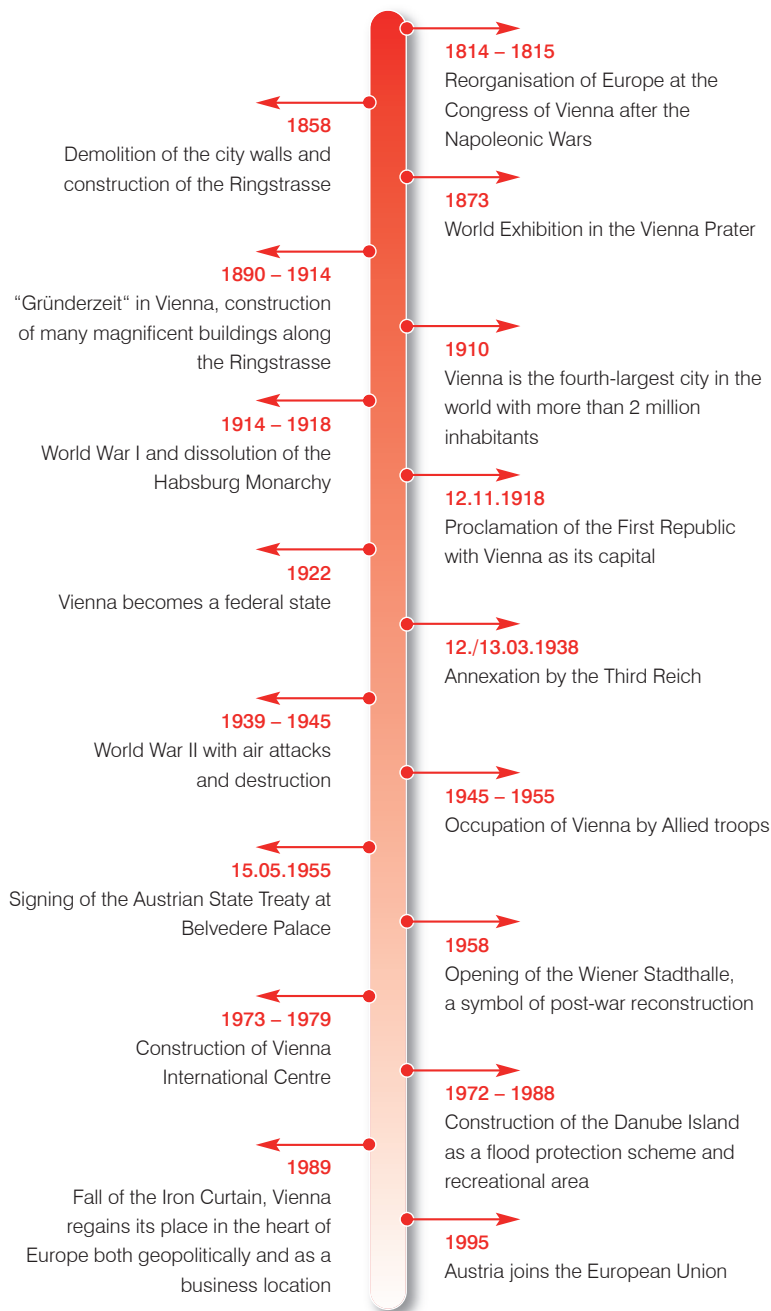 1814 – 1815
Reorganisation of Europe at the
Congress of Vienna after the
Napoleonic Wars
1858
Demolition of the city walls and
construction of the Ringstrasse
1873
World Exhibition in the Vienna Prater
1890 – 1914
“Gründerzeit“ in Vienna, construction
of many magnificent buildings along
the Ringstrasse
1910
Vienna is the fourth-largest city in the
world with more than 2 million
inhabitants
1914 – 1918
World War I and dissolution of the
Habsburg Monarchy
12.11.1918
Proclamation of the First Republic
with Vienna as its capital
1922
Vienna becomes a federal state
12./13.03.1938
Annexation by the Third Reich
1939 – 1945
World War II with air attacks
and destruction
1945 – 1955
Occupation of Vienna by Allied troops
15.05.1955
Signing of the Austrian State Treaty at
Belvedere Palace
1958
Opening of the Wiener Stadthalle,
a symbol of post-war reconstruction
1973 – 1979
Construction of Vienna
International Centre
1972 – 1988
Construction of the Danube Island
as a flood protection scheme and
recreational area
1989
Fall of the Iron Curtain, Vienna
regains its place in the heart of
Europe both geopolitically and as a
business location
1995
Austria joins the European Union